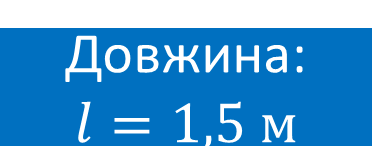 Довжина:
𝑙 = 1,5 м